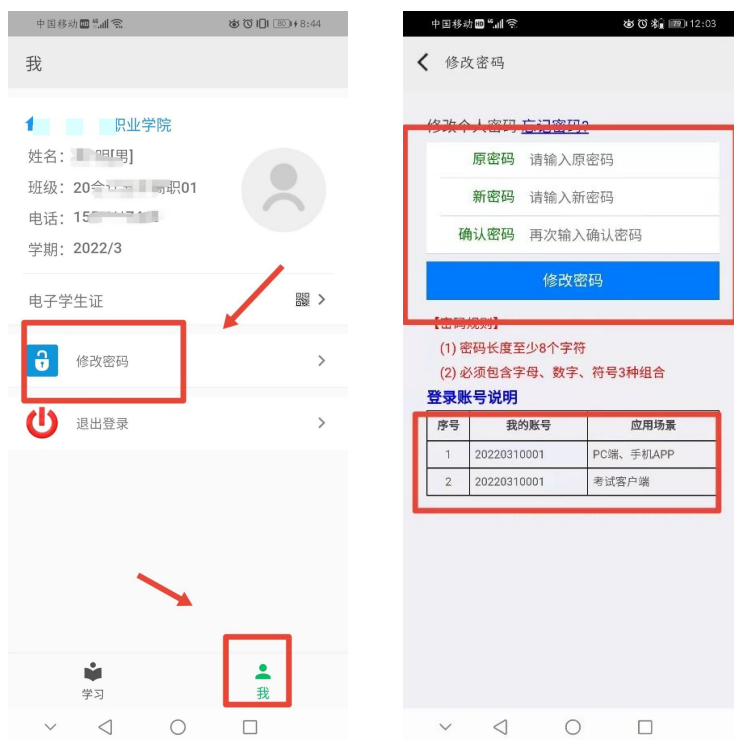 中国移动 HD 8:44
我
职业学院
姓名： 明[男]
班级：20会 高职01
电话：15
学期：2022/3
电子学生证
修改密码
退出登录
学习
我
中国移动 HD 12:03
修改密码
修改个人密码 忘记密码?
原密码 请输入原密码
新密码 请输入新密码
确认密码 再次输入确认密码
修改密码
【密码规则】
(1) 密码长度至少8个字符
(2) 必须包含字母、数字、符号3种组合
登录账号说明
序号 我的账号 应用场景
1 20220310001 PC端、手机APP
2 20220310001 考试客户端